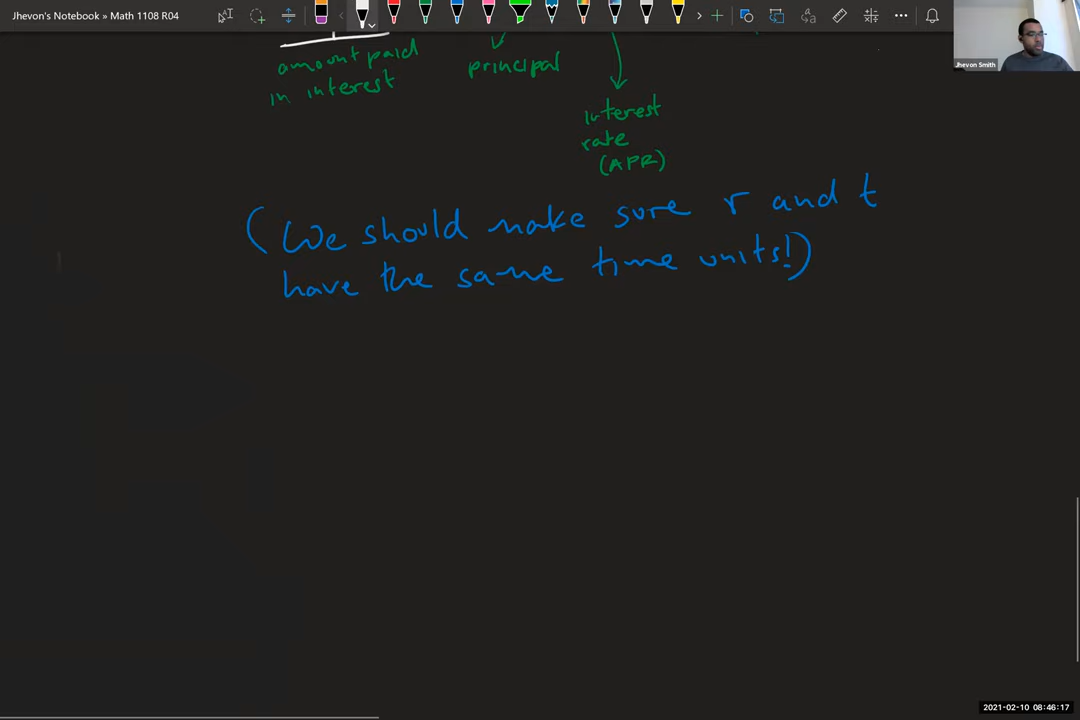 Jhevon's Notebook » Math 1108 R04
Jhevon Smith
amount paid
in interest
principal
interest
rate
(APR)
(We should make sure r and t
have the same time units!)
2021-02-10 08:46:17